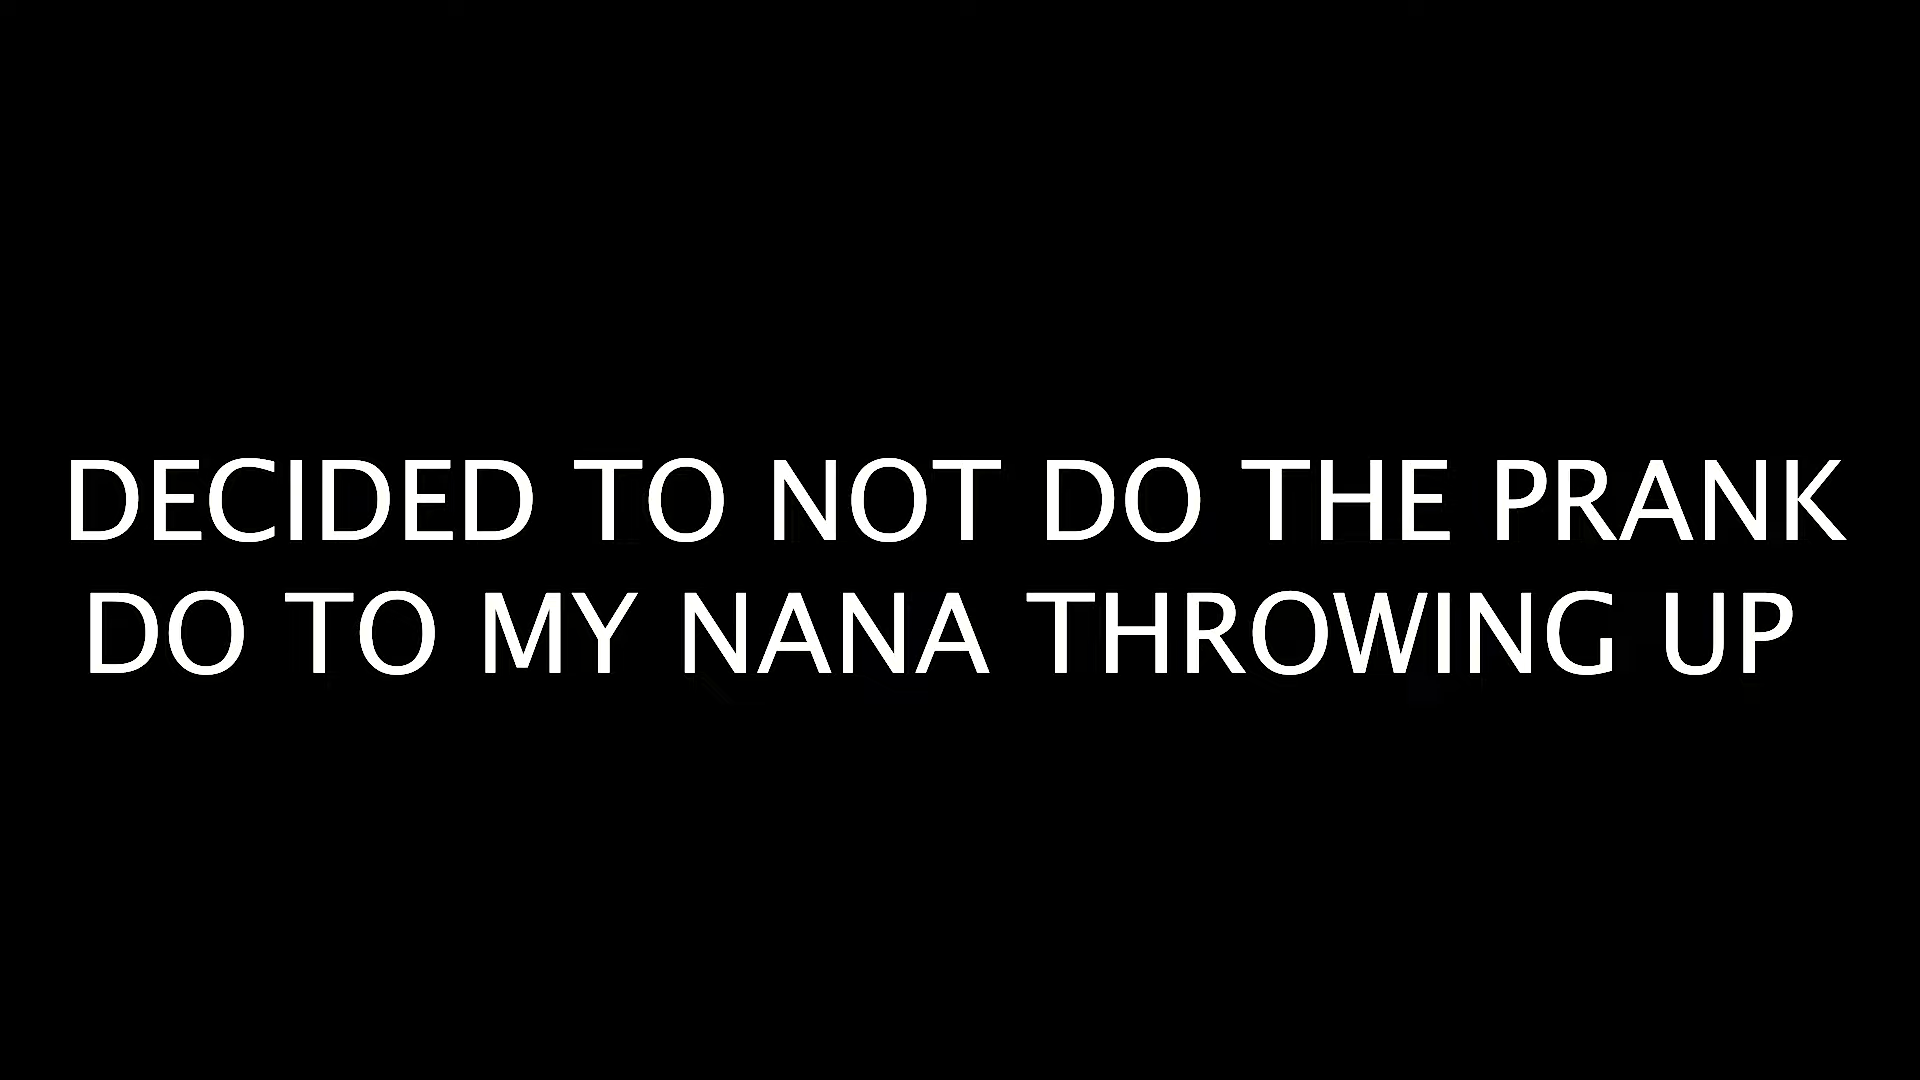 DECIDED TO NOT DO THE PRANK
DO TO MY NANA THROWING UP